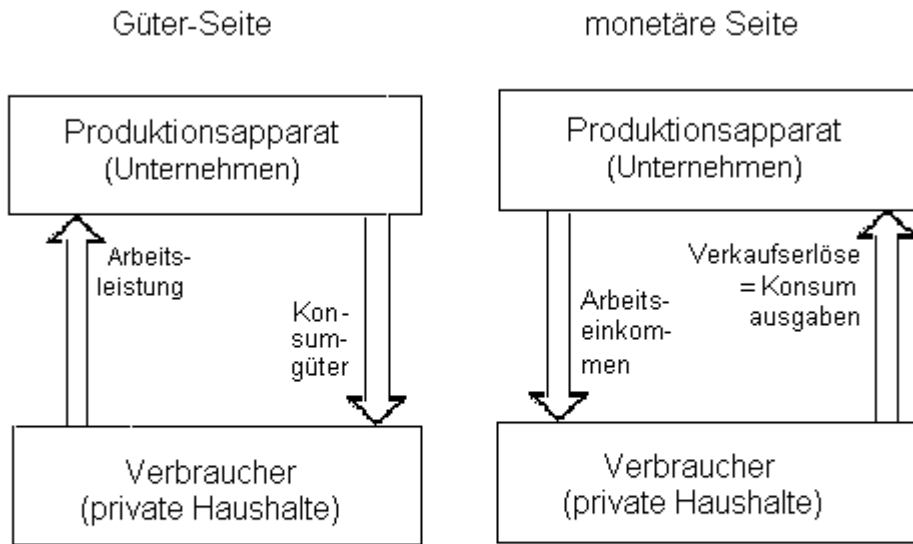 Güter-Seite
monetäre Seite
Produktionsapparat
(Unternehmen)
Arbeits-
leistung
Kon-
sum-
güter
Verbraucher
(private Haushalte)
Produktionsapparat
(Unternehmen)
Arbeits-
einkom-
men
Verkaufserlöse
= Konsum
ausgaben
Verbraucher
(private Haushalte)